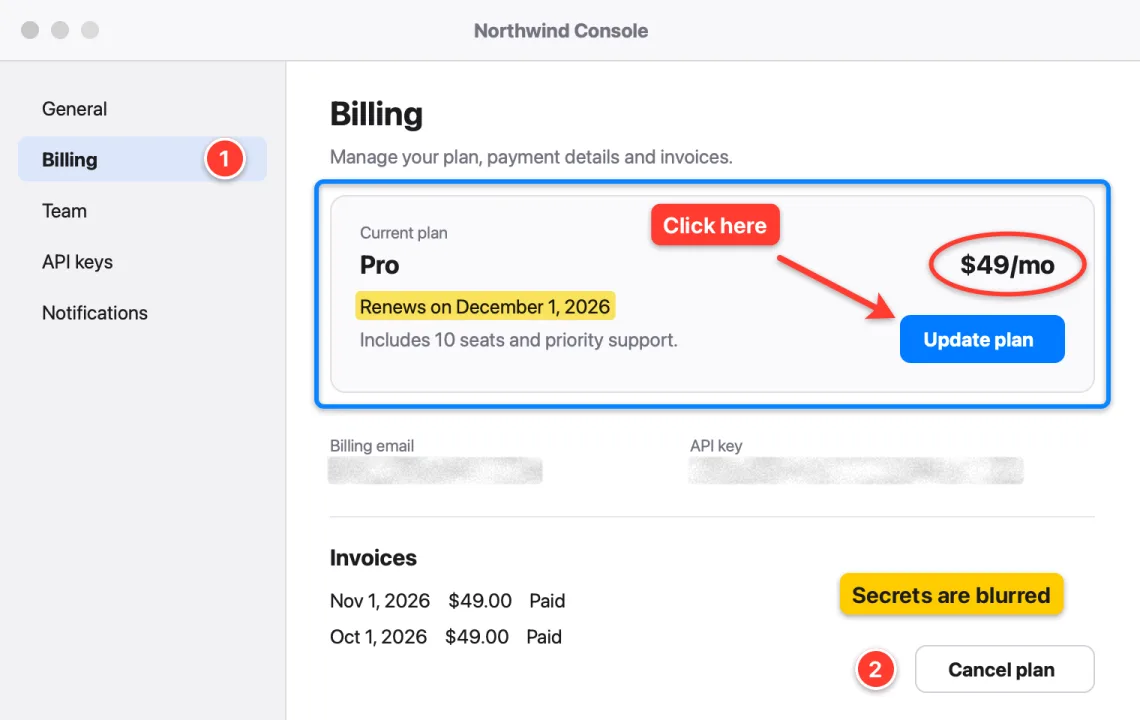 Northwind Console
General
Billing
1
Team
API keys
Notifications
Billing
Manage your plan, payment details and invoices.
Current plan
Click here
Pro
$49/mo
Renews on December 1, 2026
Includes 10 seats and priority support.
Update plan
Billing email
API key
Invoices
Nov 1, 2026 $49.00 Paid
Oct 1, 2026 $49.00 Paid
Secrets are blurred
2
Cancel plan